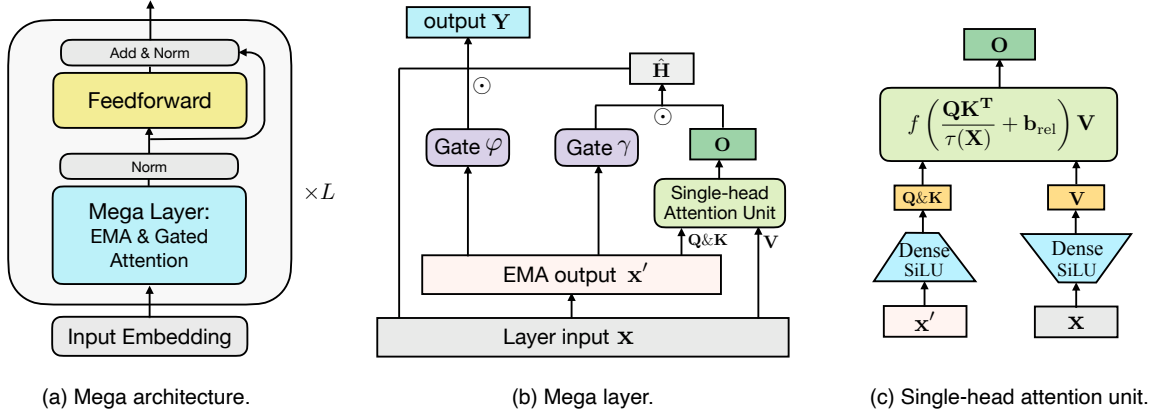 Add & Norm
Feedforward
Norm
Mega Layer:
EMA & Gated
Attention
×L
Input Embedding
(a) Mega architecture.
output Y
Ĥ
⊙
⊙
Gate φ
Gate γ
O
Single-head
Attention Unit
Q&K
V
EMA output x′
Layer input X
(b) Mega layer.
O
f(QK^T / τ(X) + b_rel) V
Q&K
V
Dense
SiLU
Dense
SiLU
x′
X
(c) Single-head attention unit.